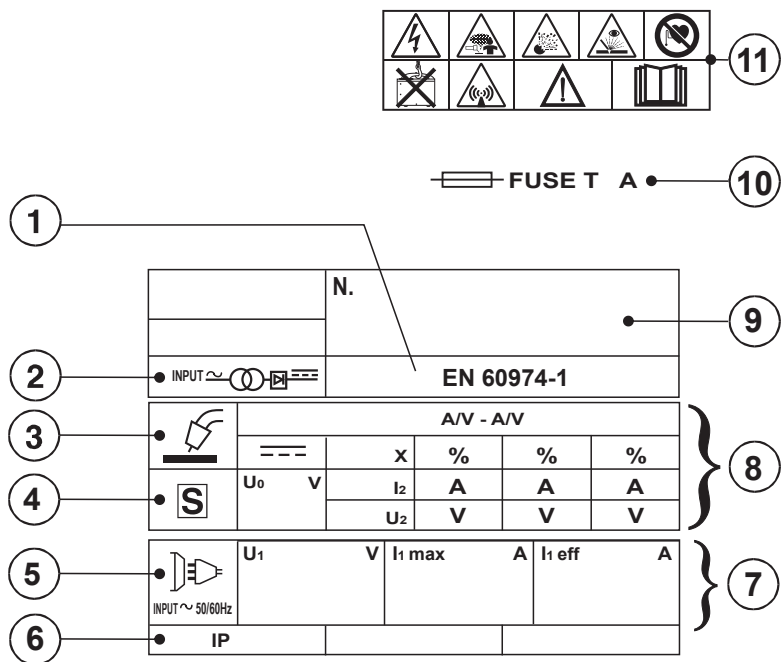 11
FUSE T A
10
1
N.
9
2
INPUT
EN 60974-1
3
A/V - A/V
X % % %
8
4
S
U0 V
I2 A A A
U2 V V V
5
U1 V
I1 max A
I1 eff A
7
INPUT ~ 50/60Hz
6
IP